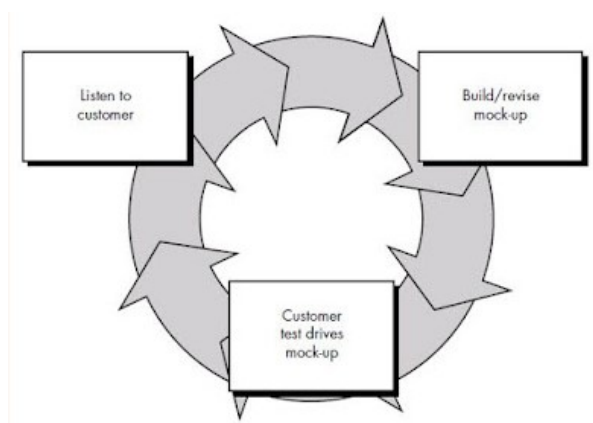 Listen to
customer
Build/revise
mock-up
Customer
test drives
mock-up